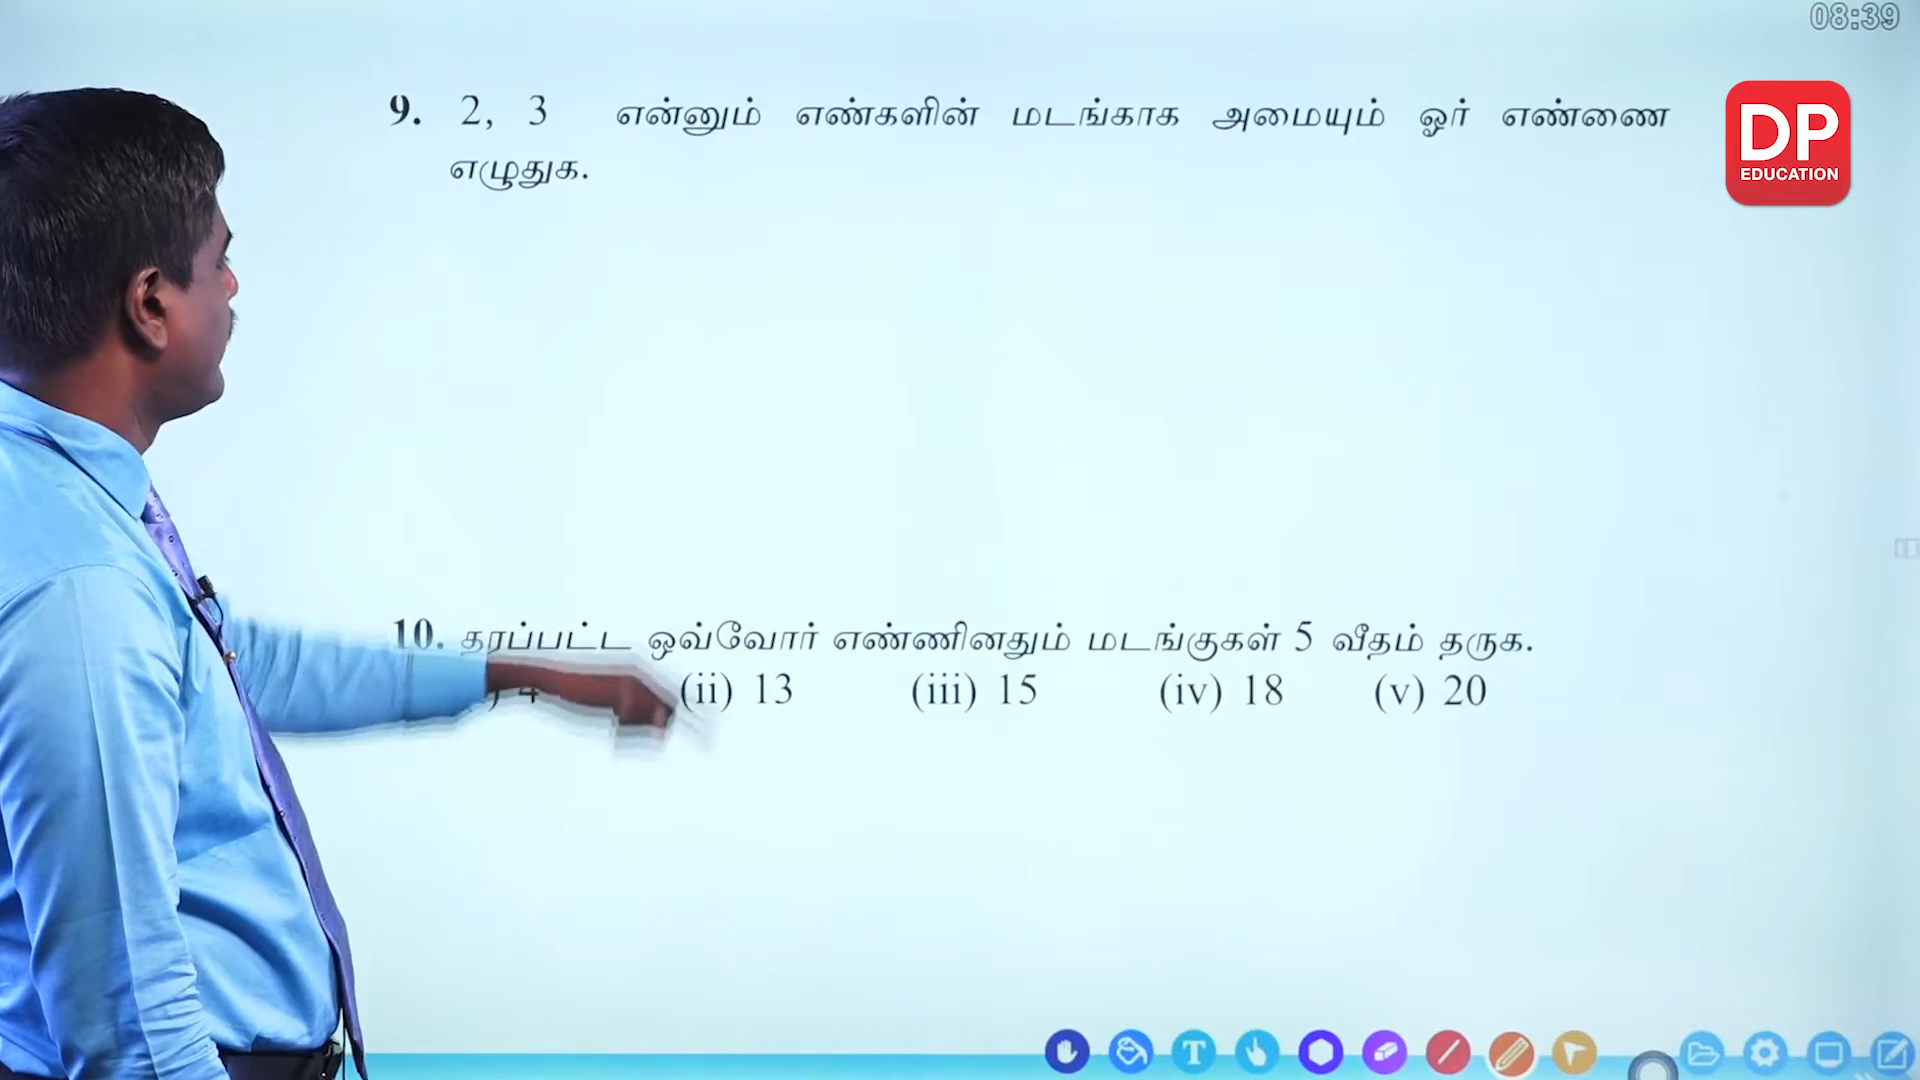 08:39
9. 2, 3 என்னும் எண்களின் மடங்காக அமையும் ஓர் எண்ணை
எழுதுக.
DP
EDUCATION
10. தரப்பட்ட ஒவ்வோர் எண்ணினதும் மடங்குகள் 5 வீதம் தருக.
) 4 (ii) 13 (iii) 15 (iv) 18 (v) 20
T